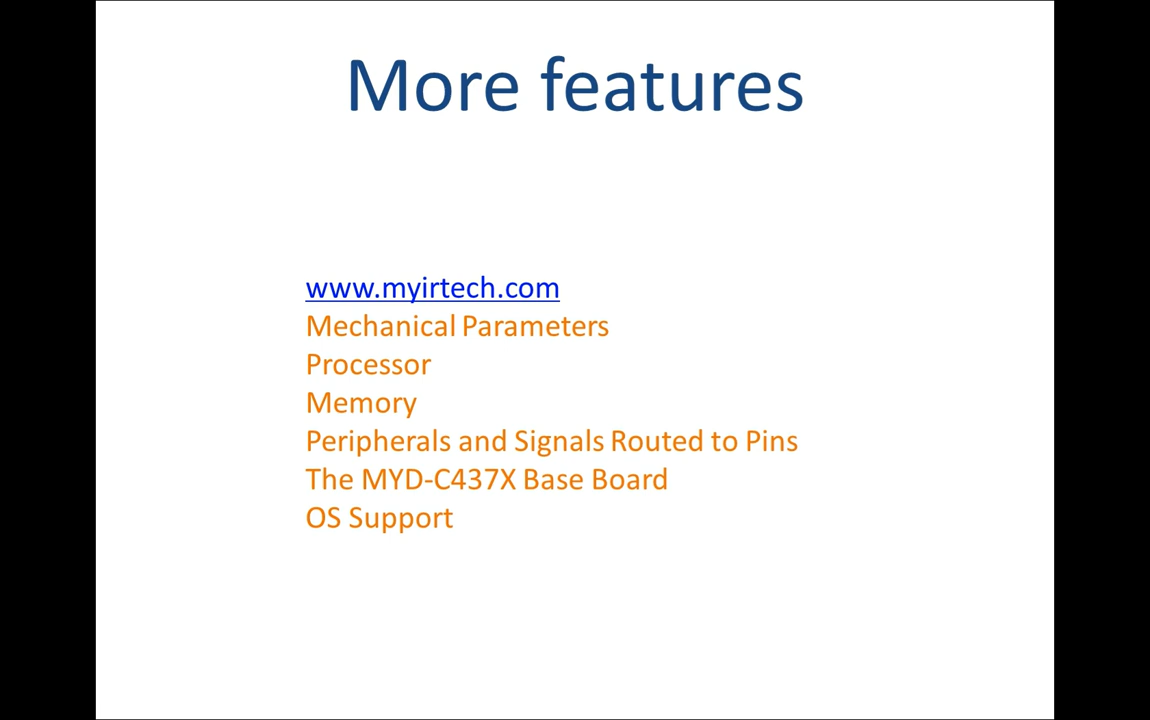 More features
www.myirtech.com
Mechanical Parameters
Processor
Memory
Peripherals and Signals Routed to Pins
The MYD-C437X Base Board
OS Support